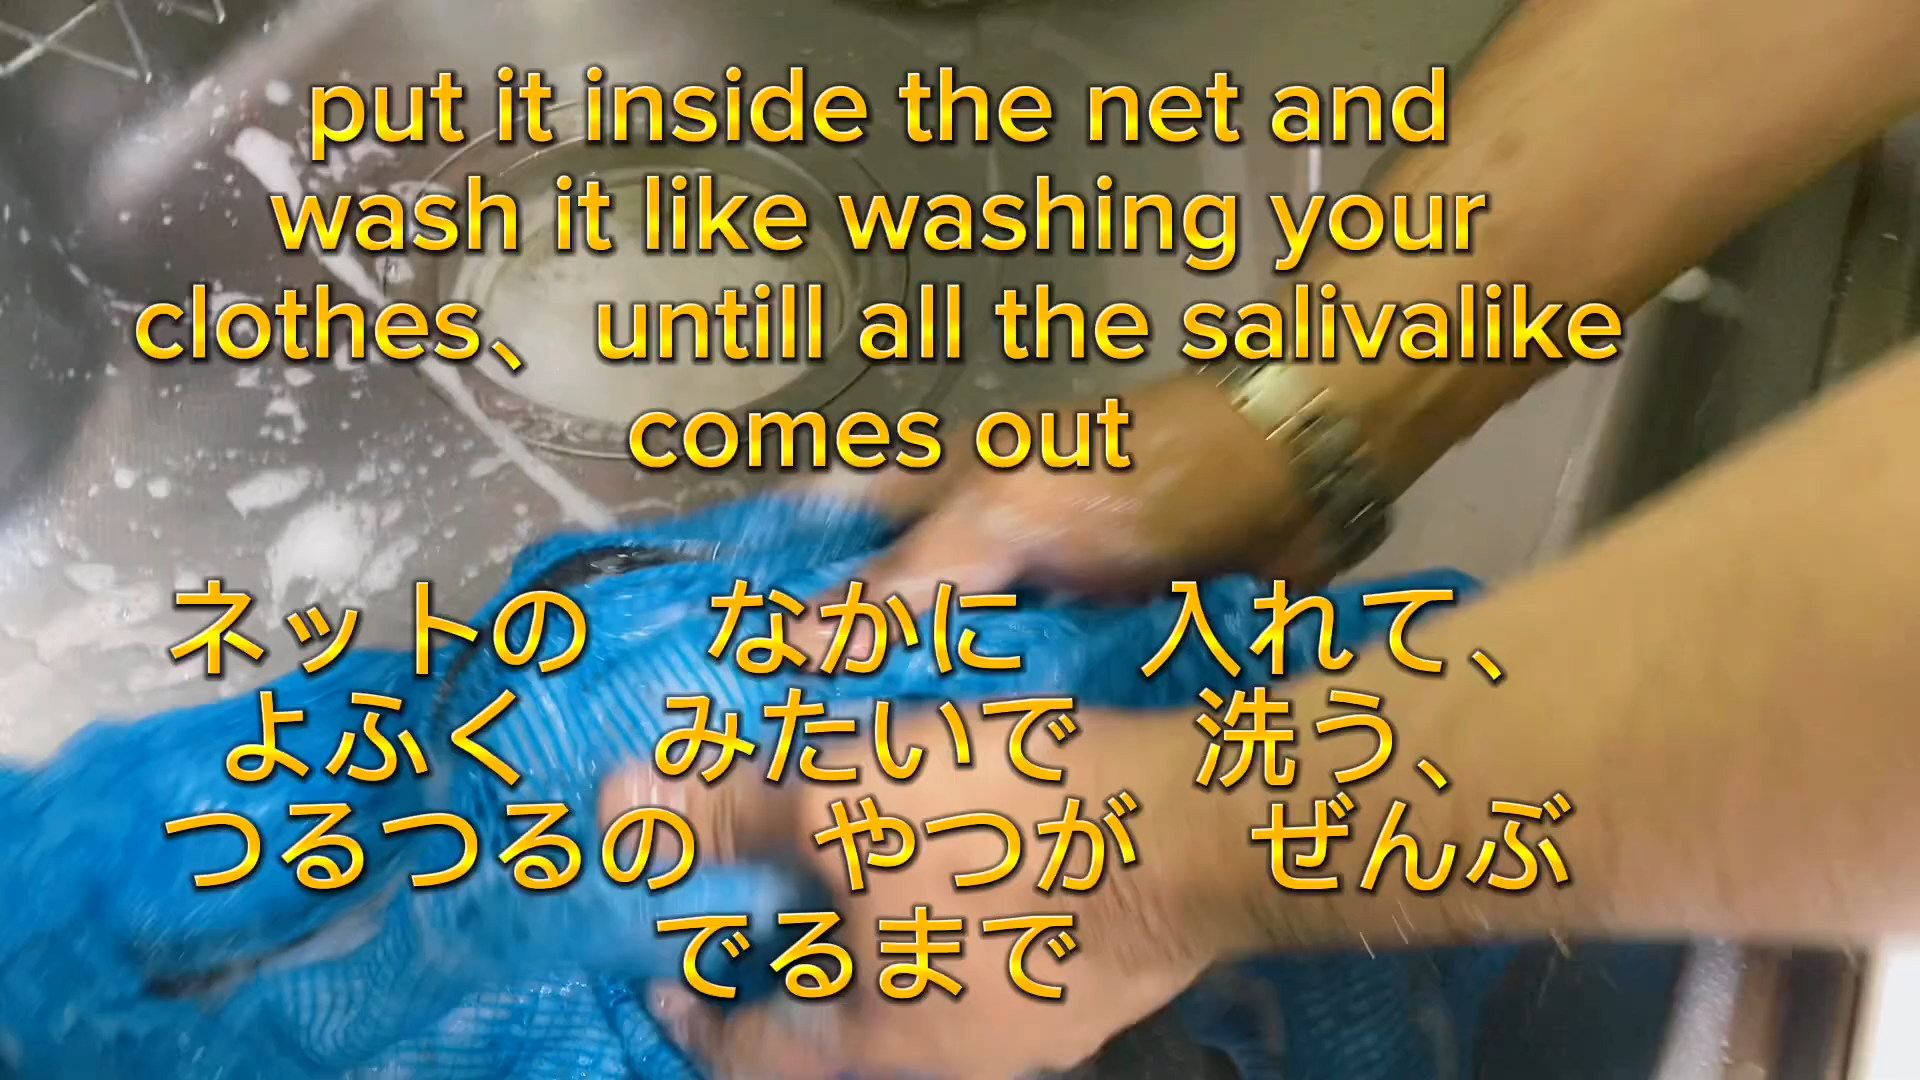 put it inside the net and
wash it like washing your
clothes、 untill all the salivalike
comes out
ネットの　なかに　入れて、
よふく　みたいで　洗う、
つるつるの　やつが　ぜんぶ
でるまで